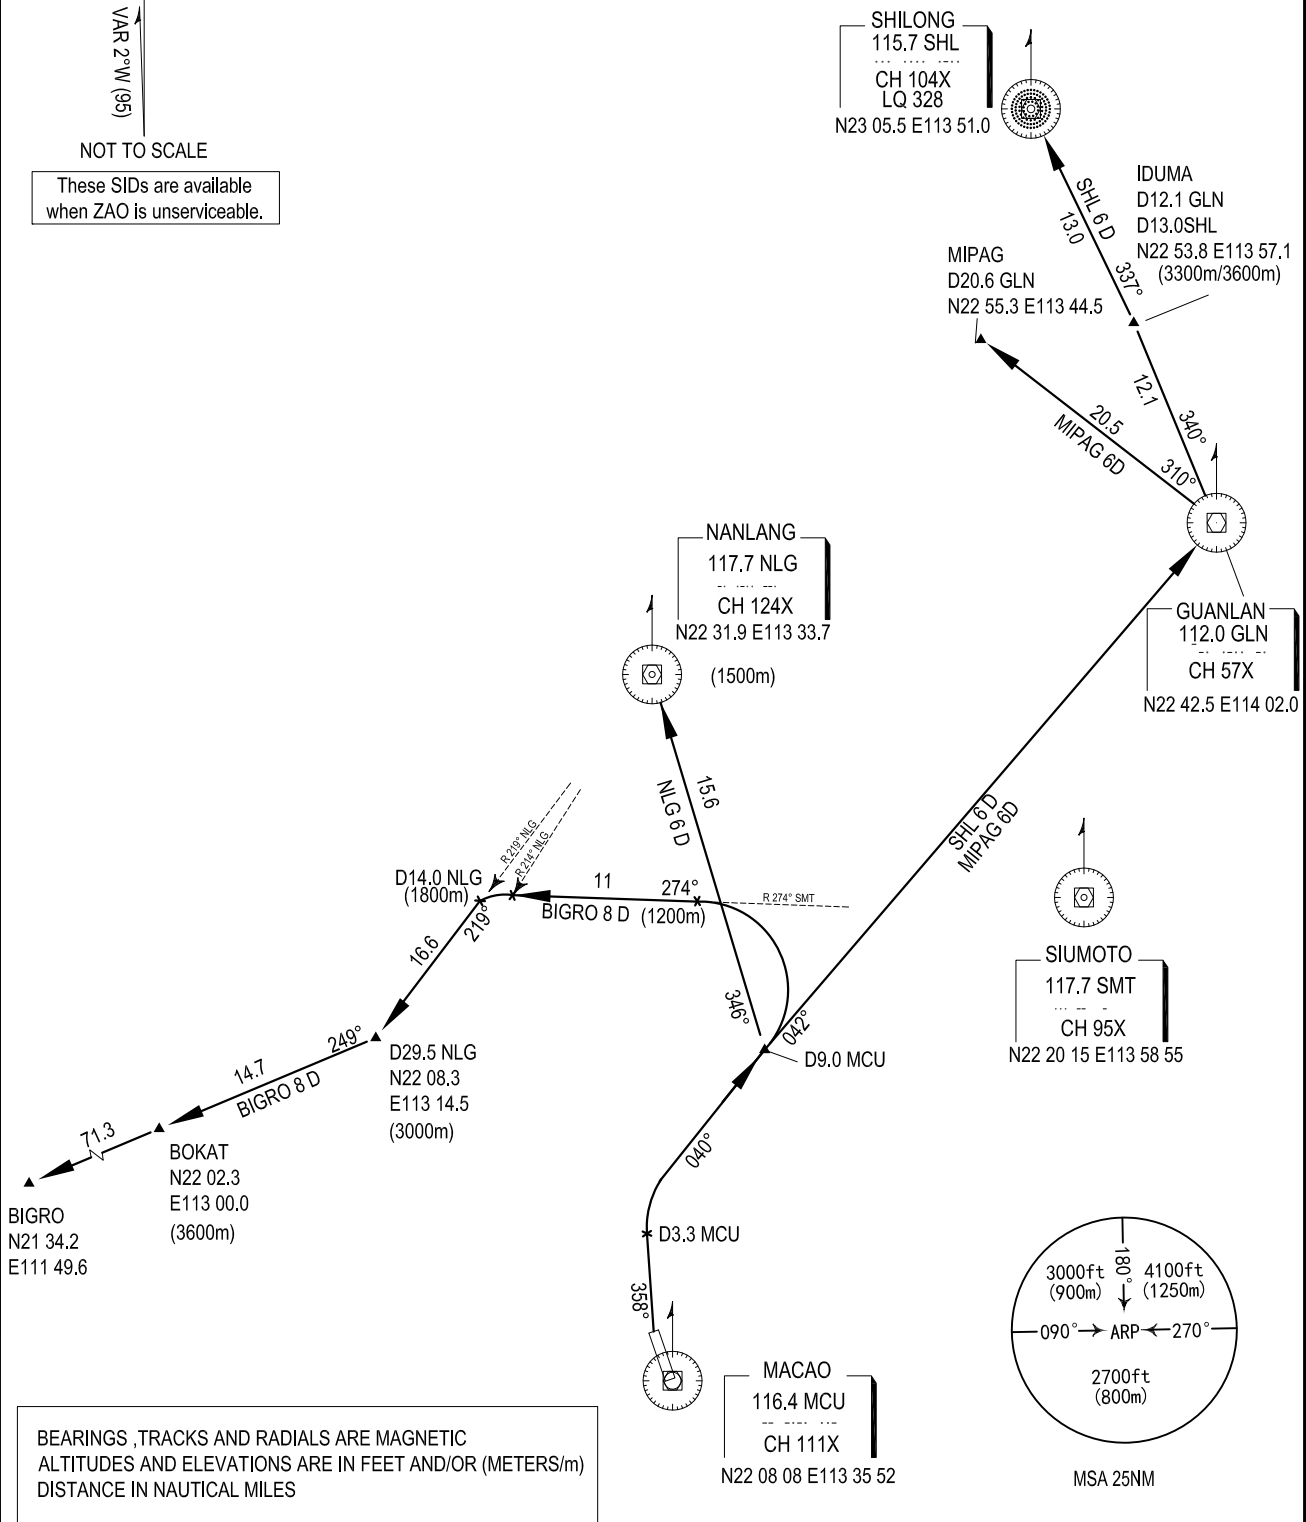 VAR 2°W (95)
NOT TO SCALE
These SIDs are available
when ZAO is unserviceable.
SHILONG
115.7 SHL
CH 104X
LQ 328
N23 05.5 E113 51.0
IDUMA
D12.1 GLN
D13.0SHL
N22 53.8 E113 57.1
(3300m/3600m)
SHL 6 D
13.0
337°
MIPAG
D20.6 GLN
N22 55.3 E113 44.5
12.1
340°
20.5
MIPAG 6D
310°
NANLANG
117.7 NLG
CH 124X
N22 31.9 E113 33.7
(1500m)
GUANLAN
112.0 GLN
CH 57X
N22 42.5 E114 02.0
15.6
NLG 6 D
346°
SHL 6 D
MIPAG 6D
R 219° NLG
R 214° NLG
D14.0 NLG
(1800m)
219°
11
274°
BIGRO 8 D
(1200m)
R 274° SMT
16.6
SIUMOTO
117.7 SMT
CH 95X
N22 20 15 E113 58 55
042°
D9.0 MCU
249°
14.7
BIGRO 8 D
D29.5 NLG
N22 08.3
E113 14.5
(3000m)
71.3
BOKAT
N22 02.3
E113 00.0
(3600m)
BIGRO
N21 34.2
E111 49.6
040°
D3.3 MCU
358°
MACAO
116.4 MCU
CH 111X
N22 08 08 E113 35 52
3000ft
(900m)
180°
4100ft
(1250m)
090°
ARP
270°
2700ft
(800m)
MSA 25NM
BEARINGS ,TRACKS AND RADIALS ARE MAGNETIC
ALTITUDES AND ELEVATIONS ARE IN FEET AND/OR (METERS/m)
DISTANCE IN NAUTICAL MILES